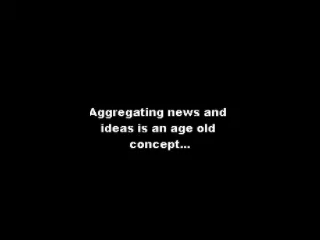 Aggregating news and
ideas is an age old
concept...